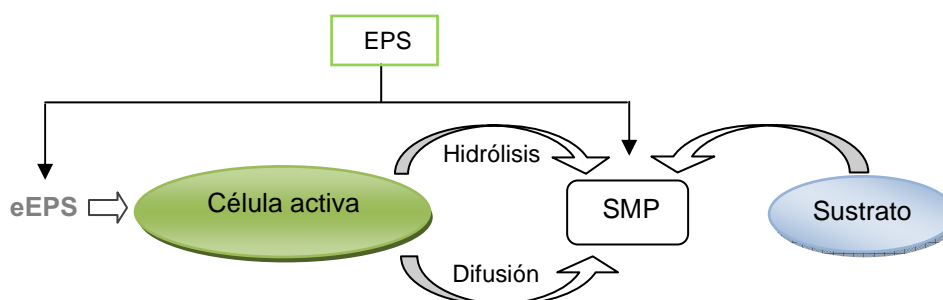 EPS
Hidrólisis
eEPS
Célula activa
SMP
Sustrato
Difusión